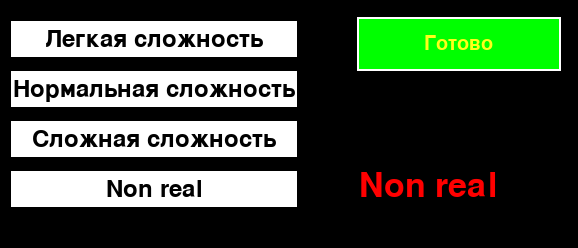 Легкая сложность
Нормальная сложность
Сложная сложность
Non real
Готово
Non real